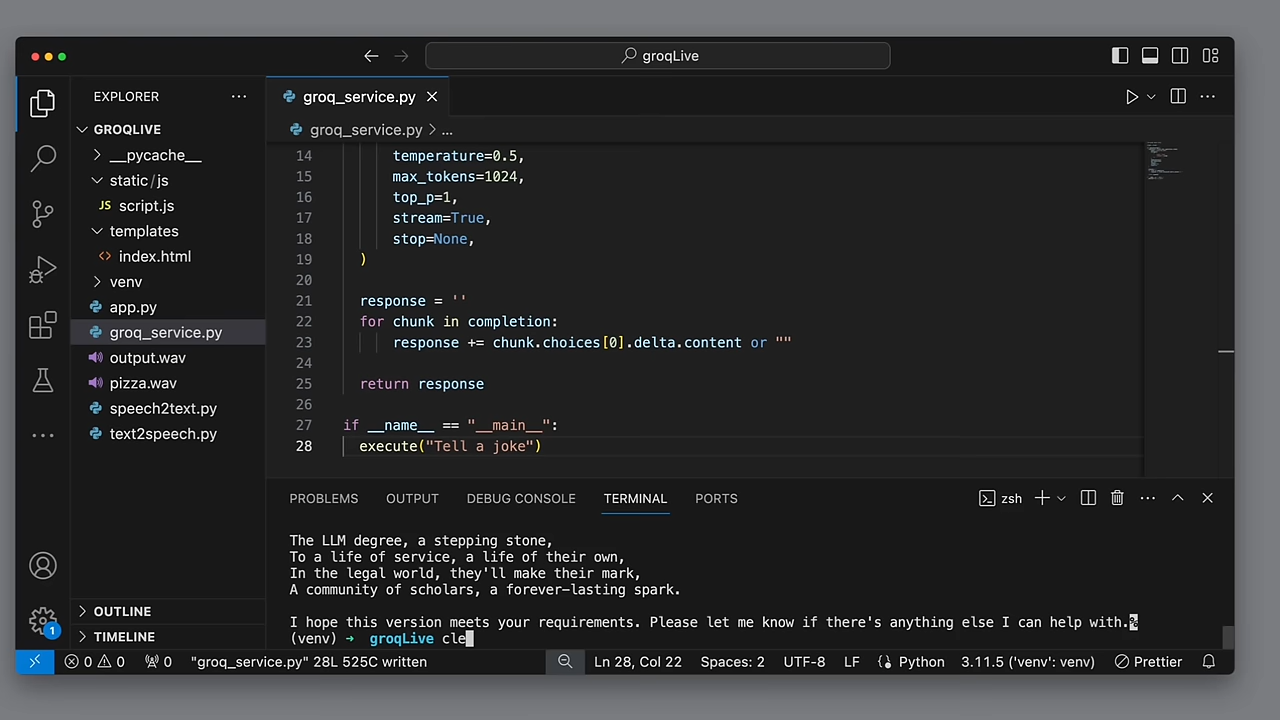 groqLive
EXPLORER
GROQLIVE
__pycache__
static/js
JS script.js
templates
<> index.html
venv
app.py
groq_service.py
output.wav
pizza.wav
speech2text.py
text2speech.py
OUTLINE
TIMELINE
1
groq_service.py
groq_service.py > ...
14 temperature=0.5,
15 max_tokens=1024,
16 top_p=1,
17 stream=True,
18 stop=None,
19 )
20
21 response = ''
22 for chunk in completion:
23 response += chunk.choices[0].delta.content or ""
24
25 return response
26
27 if __name__ == "__main__":
28 execute("Tell a joke")
PROBLEMS OUTPUT DEBUG CONSOLE TERMINAL PORTS zsh
The LLM degree, a stepping stone,
To a life of service, a life of their own,
In the legal world, they'll make their mark,
A community of scholars, a forever-lasting spark.
I hope this version meets your requirements. Please let me know if there's anything else I can help with.%
(venv) → groqLive cle
0 0 0 "groq_service.py" 28L 525C written Ln 28, Col 22 Spaces: 2 UTF-8 LF Python 3.11.5 ('venv': venv) Prettier